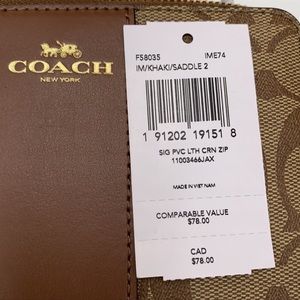 COACH
NEW YORK
F58035 IME74
IM/KHAKI/SADDLE 2
1 91202 19151 8
SIG PVC LTH CRN ZIP
11003466JAX
MADE IN VIET NAM
COMPARABLE VALUE
$78.00
CAD
$78.00